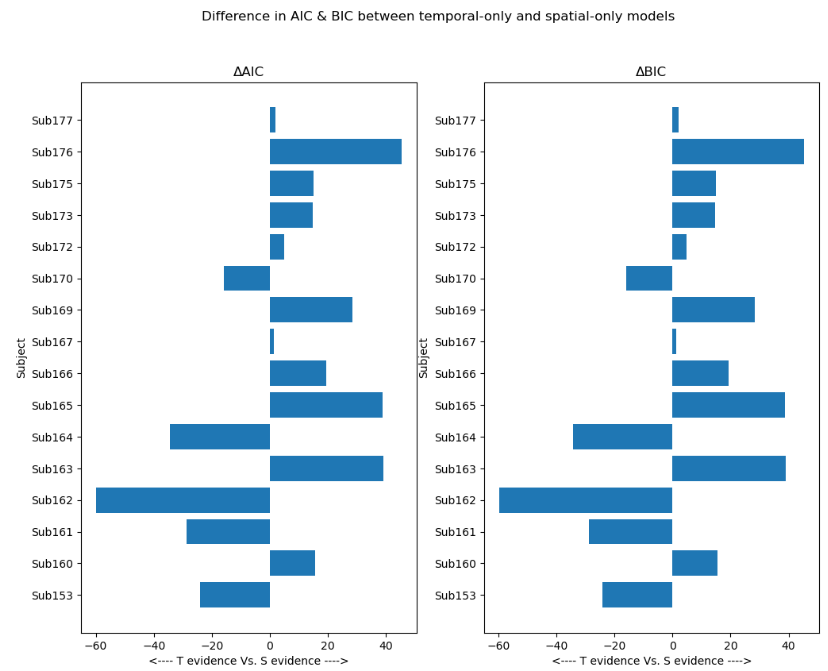 Difference in AIC & BIC between temporal-only and spatial-only models
ΔAIC
Subject
Sub177
Sub176
Sub175
Sub173
Sub172
Sub170
Sub169
Sub167
Sub166
Sub165
Sub164
Sub163
Sub162
Sub161
Sub160
Sub153
−60 −40 −20 0 20 40
<---- T evidence Vs. S evidence ---->
ΔBIC
Subject
Sub177
Sub176
Sub175
Sub173
Sub172
Sub170
Sub169
Sub167
Sub166
Sub165
Sub164
Sub163
Sub162
Sub161
Sub160
Sub153
−60 −40 −20 0 20 40
<---- T evidence Vs. S evidence ---->